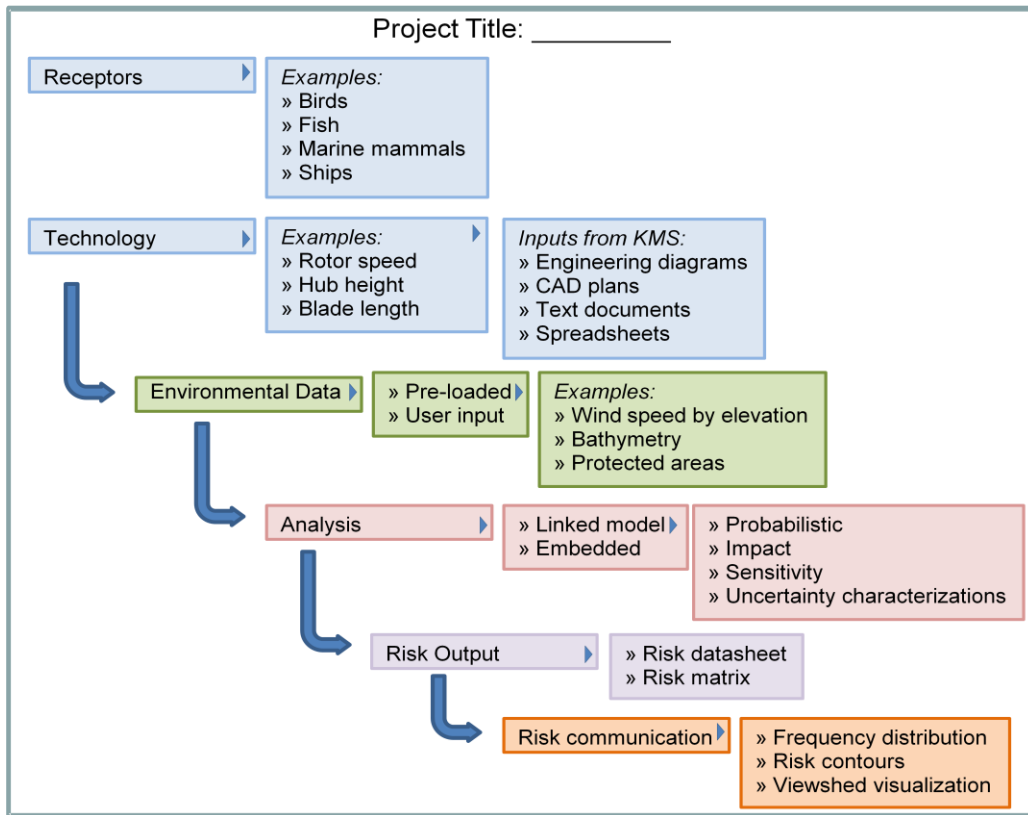 Project Title: __________
Receptors
Examples:
» Birds
» Fish
» Marine mammals
» Ships
Technology
Examples:
» Rotor speed
» Hub height
» Blade length
Inputs from KMS:
» Engineering diagrams
» CAD plans
» Text documents
» Spreadsheets
Environmental Data
» Pre-loaded
» User input
Examples:
» Wind speed by elevation
» Bathymetry
» Protected areas
Analysis
» Linked model
» Embedded
» Probabilistic
» Impact
» Sensitivity
» Uncertainty characterizations
Risk Output
» Risk datasheet
» Risk matrix
Risk communication
» Frequency distribution
» Risk contours
» Viewshed visualization